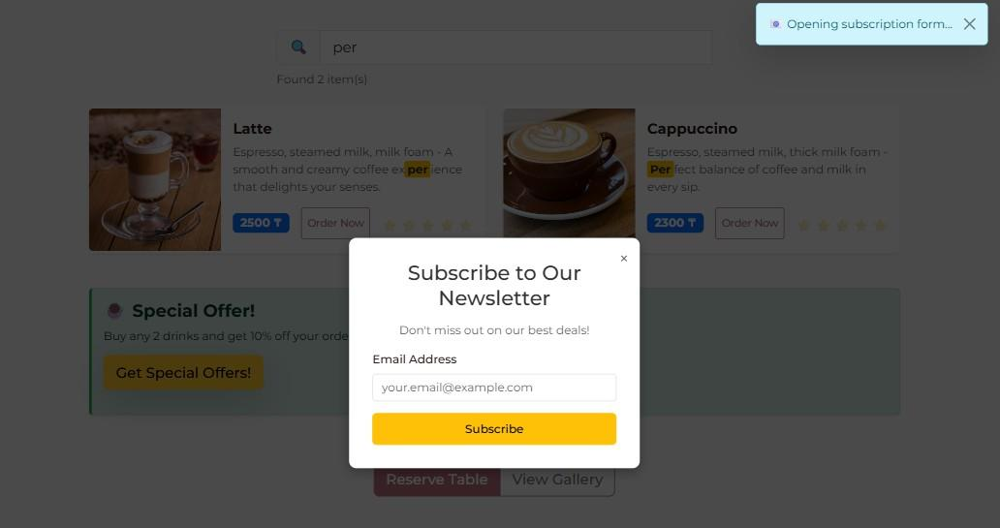 Opening subscription form...
per
Found 2 item(s)
Latte
Espresso, steamed milk, milk foam - A
smooth and creamy coffee experience
that delights your senses.
2500 ₸
Order Now
Cappuccino
Espresso, steamed milk, thick milk foam -
Perfect balance of coffee and milk in
every sip.
2300 ₸
Order Now
Special Offer!
Buy any 2 drinks and get 10% off your orde
Get Special Offers!
×
Subscribe to Our
Newsletter
Don't miss out on our best deals!
Email Address
your.email@example.com
Subscribe
Reserve Table
View Gallery